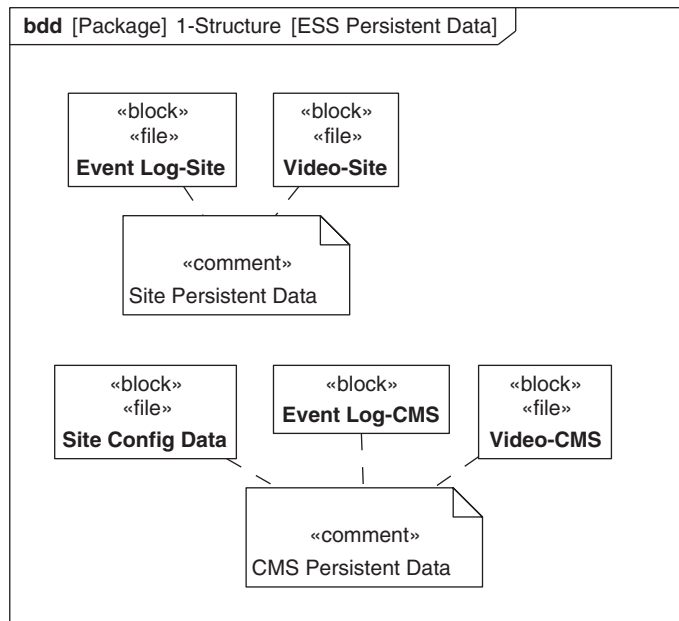 bdd [Package] 1-Structure [ESS Persistent Data]
«block»
«file»
Event Log-Site
«block»
«file»
Video-Site
«comment»
Site Persistent Data
«block»
«file»
Site Config Data
«block»
Event Log-CMS
«block»
«file»
Video-CMS
«comment»
CMS Persistent Data